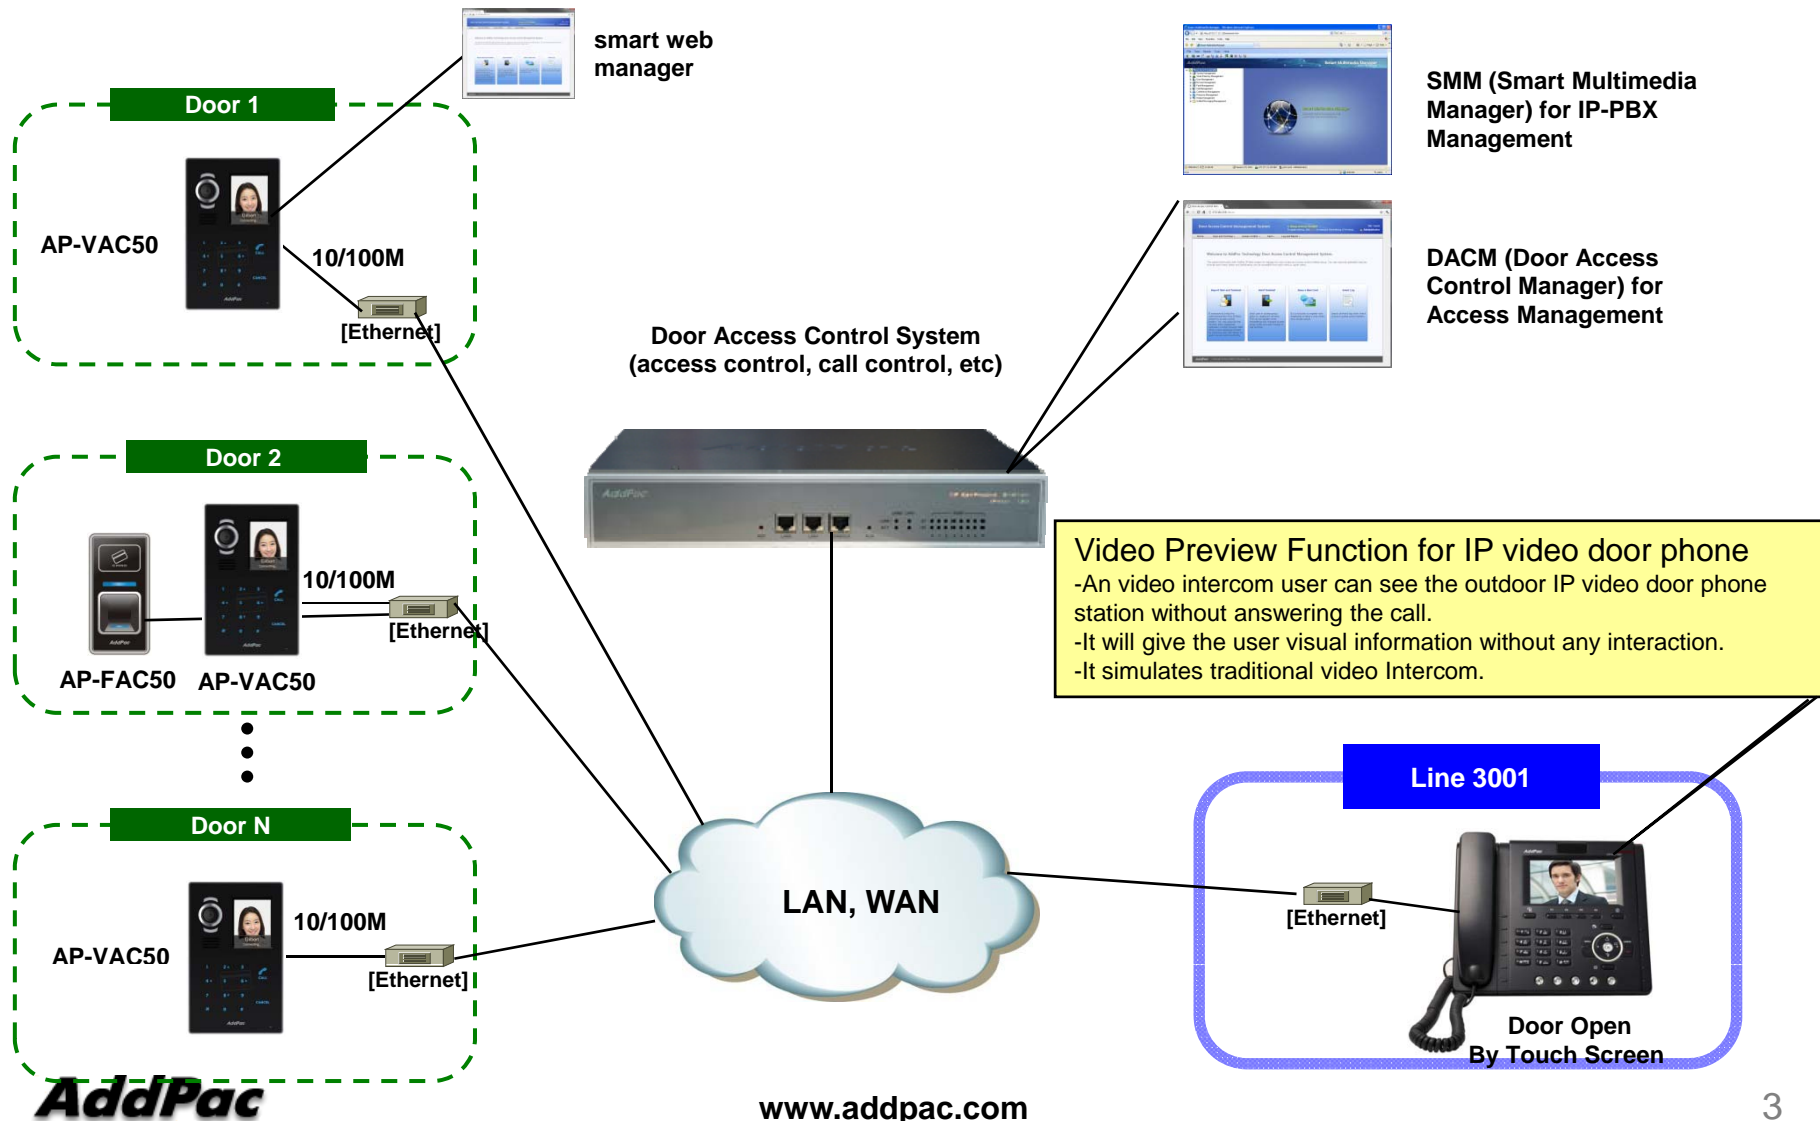 smart web
manager
SMM (Smart Multimedia
Manager) for IP-PBX
Management
Door 1
AP-VAC50
10/100M
[Ethernet]
DACM (Door Access
Control Manager) for
Access Management
Door Access Control System
(access control, call control, etc)
AddPac
Door 2
10/100M
[Ethernet]
AP-FAC50
AP-VAC50
Video Preview Function for IP video door phone
-An video intercom user can see the outdoor IP video door phone
station without answering the call.
-It will give the user visual information without any interaction.
-It simulates traditional video Intercom.
Line 3001
Door N
10/100M
AP-VAC50
[Ethernet]
LAN, WAN
[Ethernet]
Door Open
By Touch Screen
AddPac
www.addpac.com
3